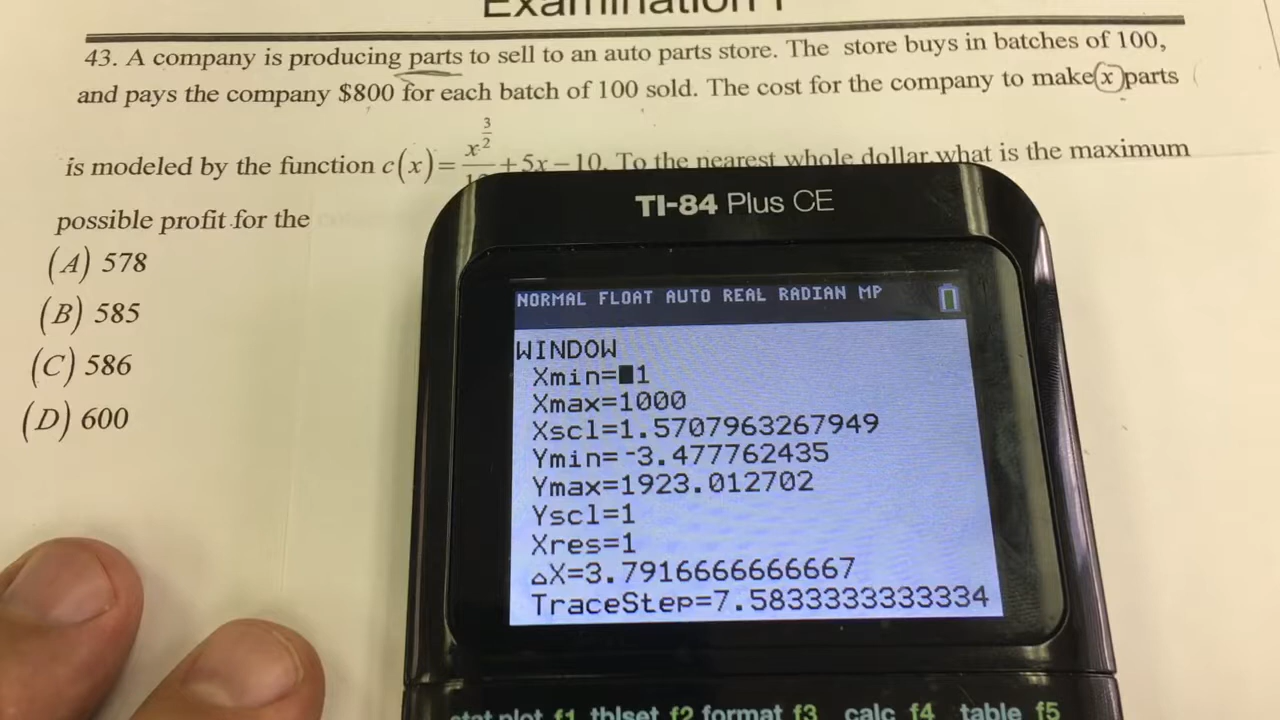 Examination I
43. A company is producing parts to sell to an auto parts store. The store buys in batches of 100,
and pays the company $800 for each batch of 100 sold. The cost for the company to make x parts
is modeled by the function c(x)= x^(3/2) +5x−10. To the nearest whole dollar what is the maximum
possible profit for the
(A) 578
(B) 585
(C) 586
(D) 600
TI-84 Plus CE
NORMAL FLOAT AUTO REAL RADIAN MP
WINDOW
Xmin=1
Xmax=1000
Xscl=1.5707963267949
Ymin=-3.477762435
Ymax=1923.012702
Yscl=1
Xres=1
△X=3.7916666666667
TraceStep=7.5833333333334
stat plot f1 tblset f2 format f3 calc f4 table f5